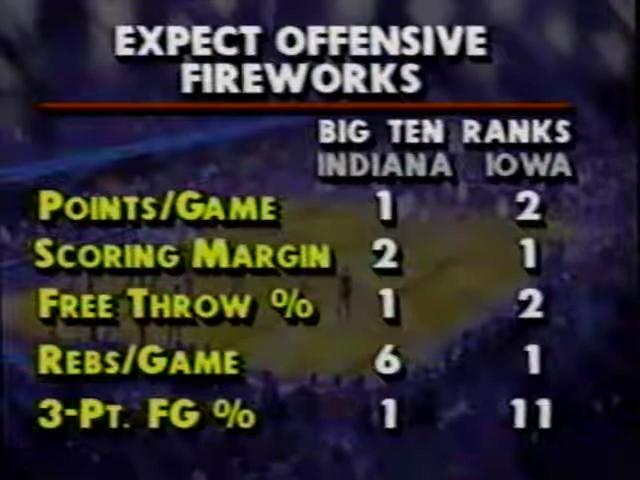 EXPECT OFFENSIVE
FIREWORKS
BIG TEN RANKS
INDIANA IOWA
POINTS/GAME 1 2
SCORING MARGIN 2 1
FREE THROW % 1 2
REBS/GAME 6 1
3-PT. FG % 1 11